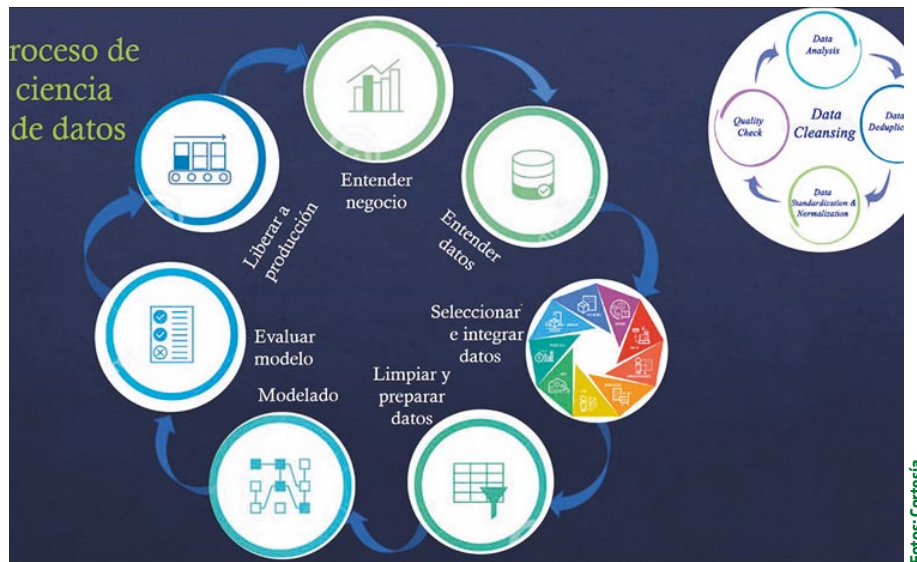 roceso de
ciencia
de datos
Entender
negocio
Entender
datos
Seleccionar
e integrar
datos
Limpiar y
preparar
datos
Modelado
Evaluar
modelo
Liberar a
producción
Data
Analysis
Data
Deduplic
Data
Standardization &
Normalization
Quality
Check
Data
Cleansing
Fotos: Cortesía